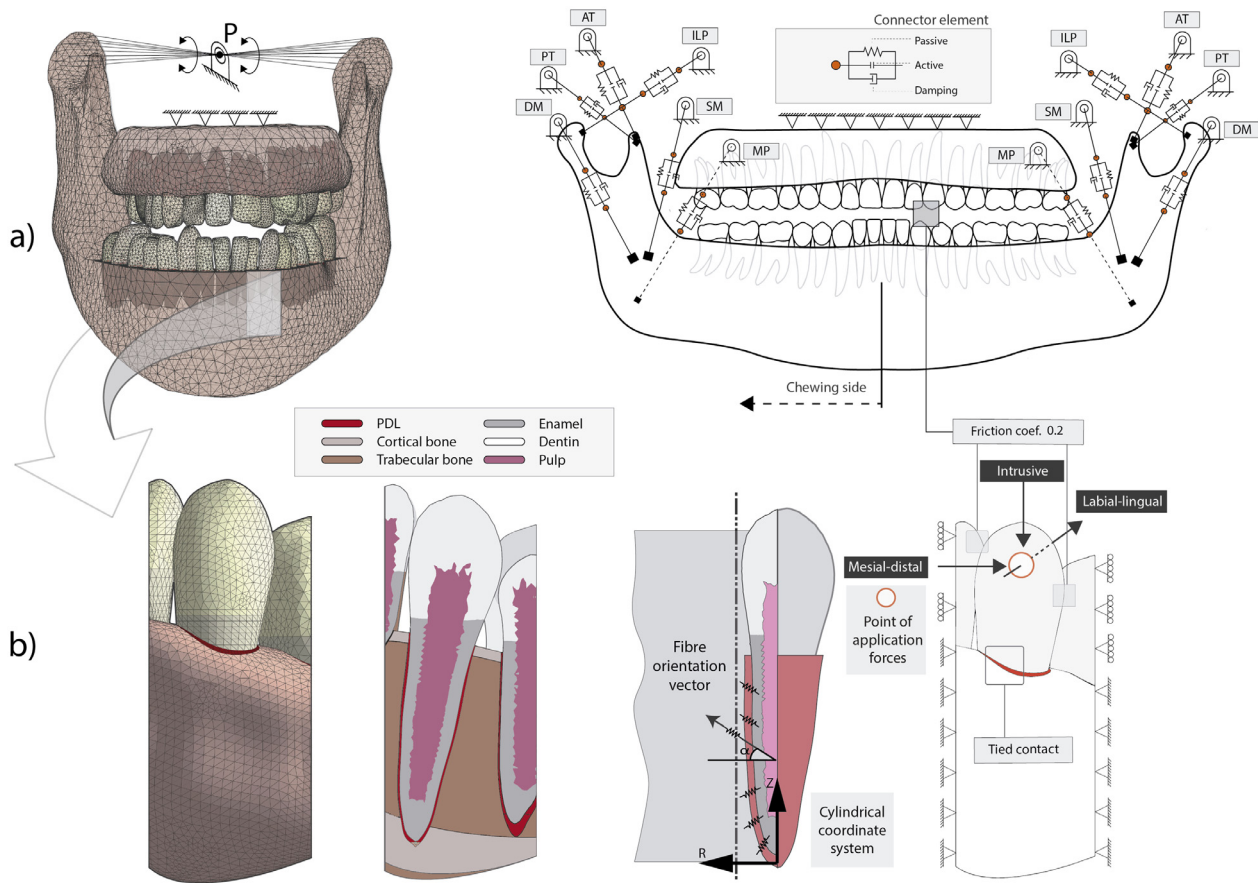 P
a)
AT
ILP
PT
DM
SM
MP
Connector element
Passive
Active
Damping
AT
ILP
PT
SM
DM
MP
Chewing side
PDL
Cortical bone
Trabecular bone
Enamel
Dentin
Pulp
b)
Fibre
orientation
vector
α
Z
R
Cylindrical
coordinate
system
Friction coef. 0.2
Intrusive
Labial-lingual
Mesial-distal
Point of
application
forces
Tied contact